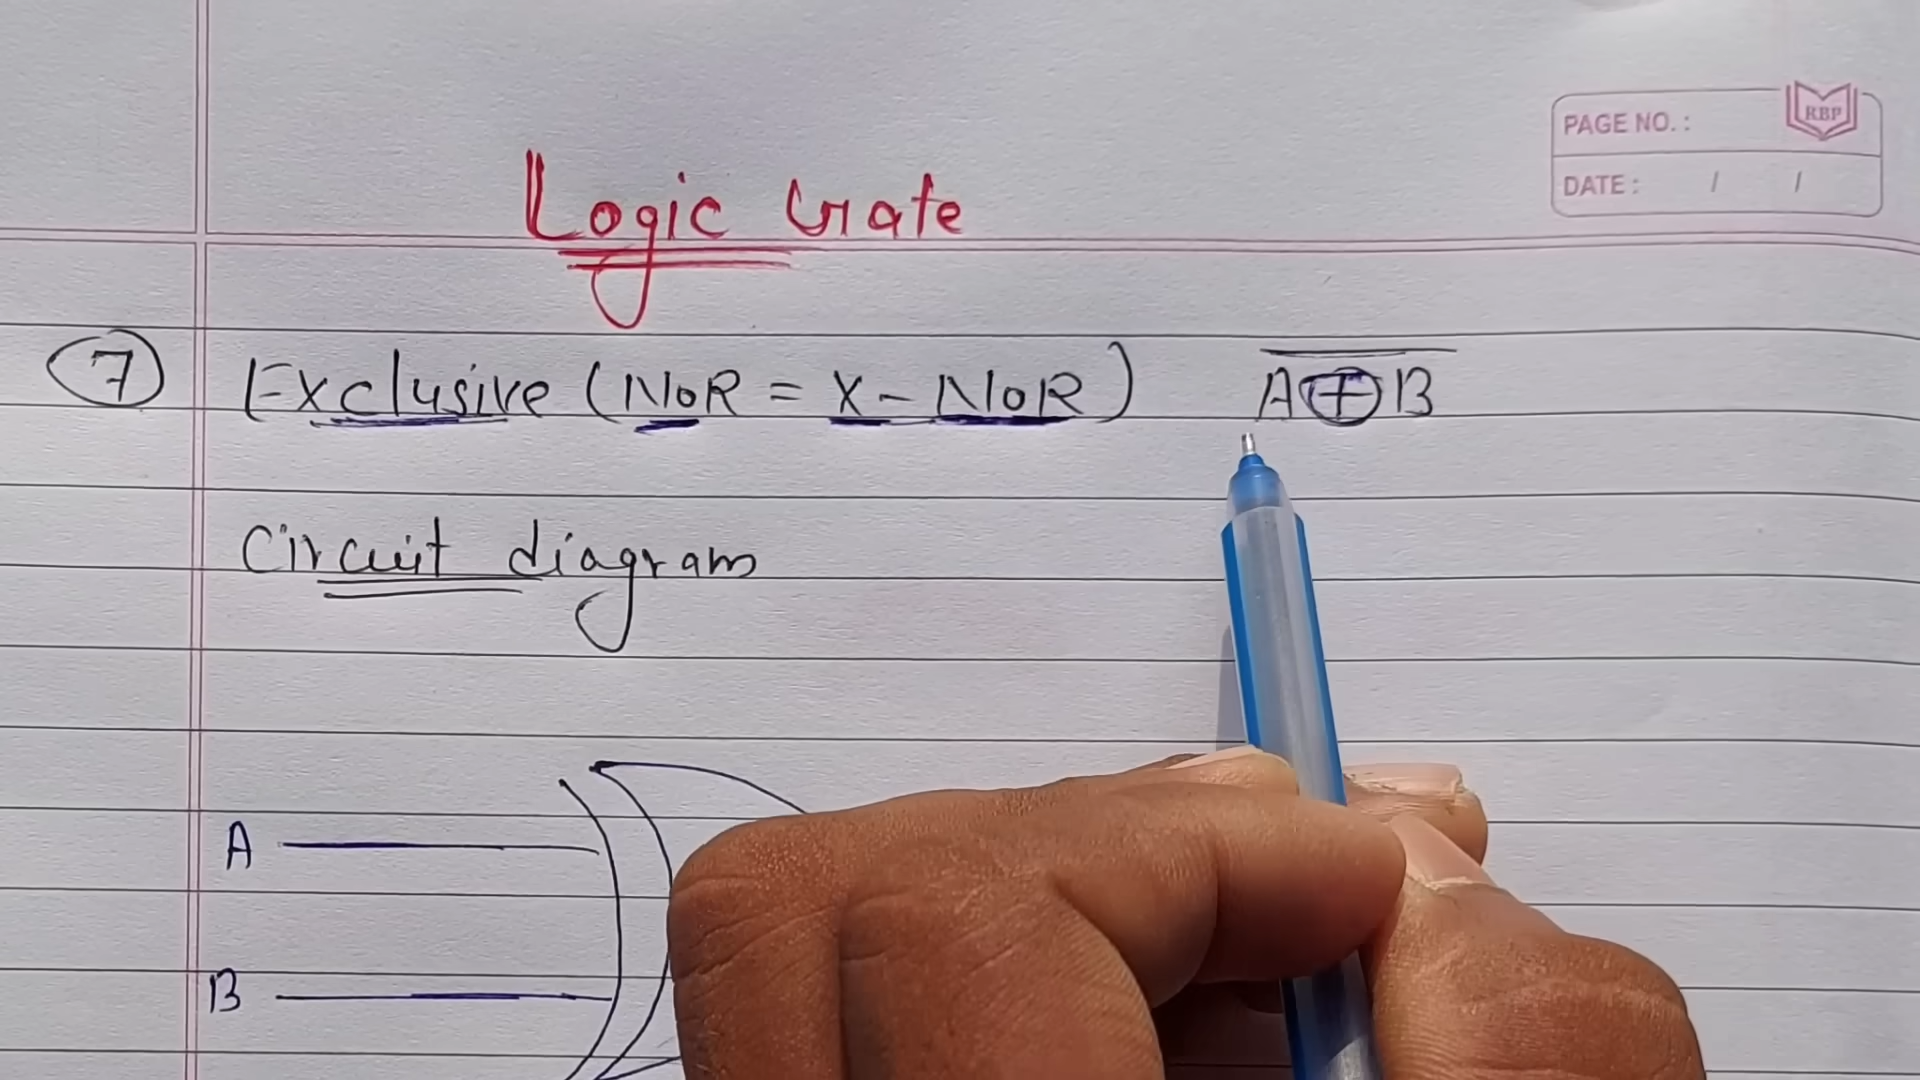 RBP
PAGE NO. :
DATE : / /
Logic Gate
7 Exclusive (NOR = X - NOR) A̅ ̅⊕̅ ̅B̅
Circuit diagram
A
B